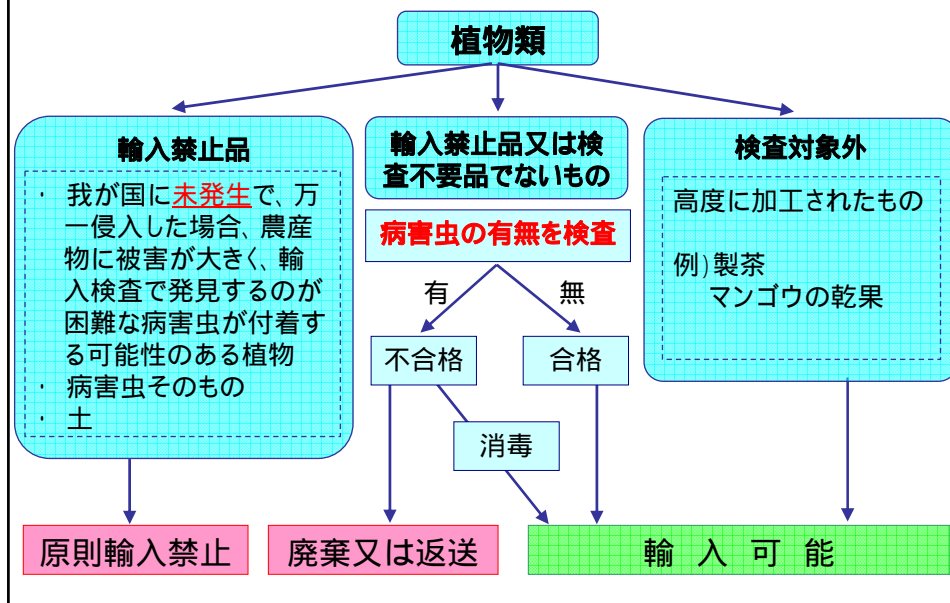 植物類
輸入禁止品
・ 我が国に未発生で、万
一侵入した場合、農産
物に被害が大きく、輸
入検査で発見するのが
困難な病害虫が付着す
る可能性のある植物
・ 病害虫そのもの
・ 土
輸入禁止品又は検
査不要品でないもの
病害虫の有無を検査
有
無
不合格
合格
消毒
検査対象外
高度に加工されたもの
例)製茶
マンゴウの乾果
原則輸入禁止
廃棄又は返送
輸 入 可 能